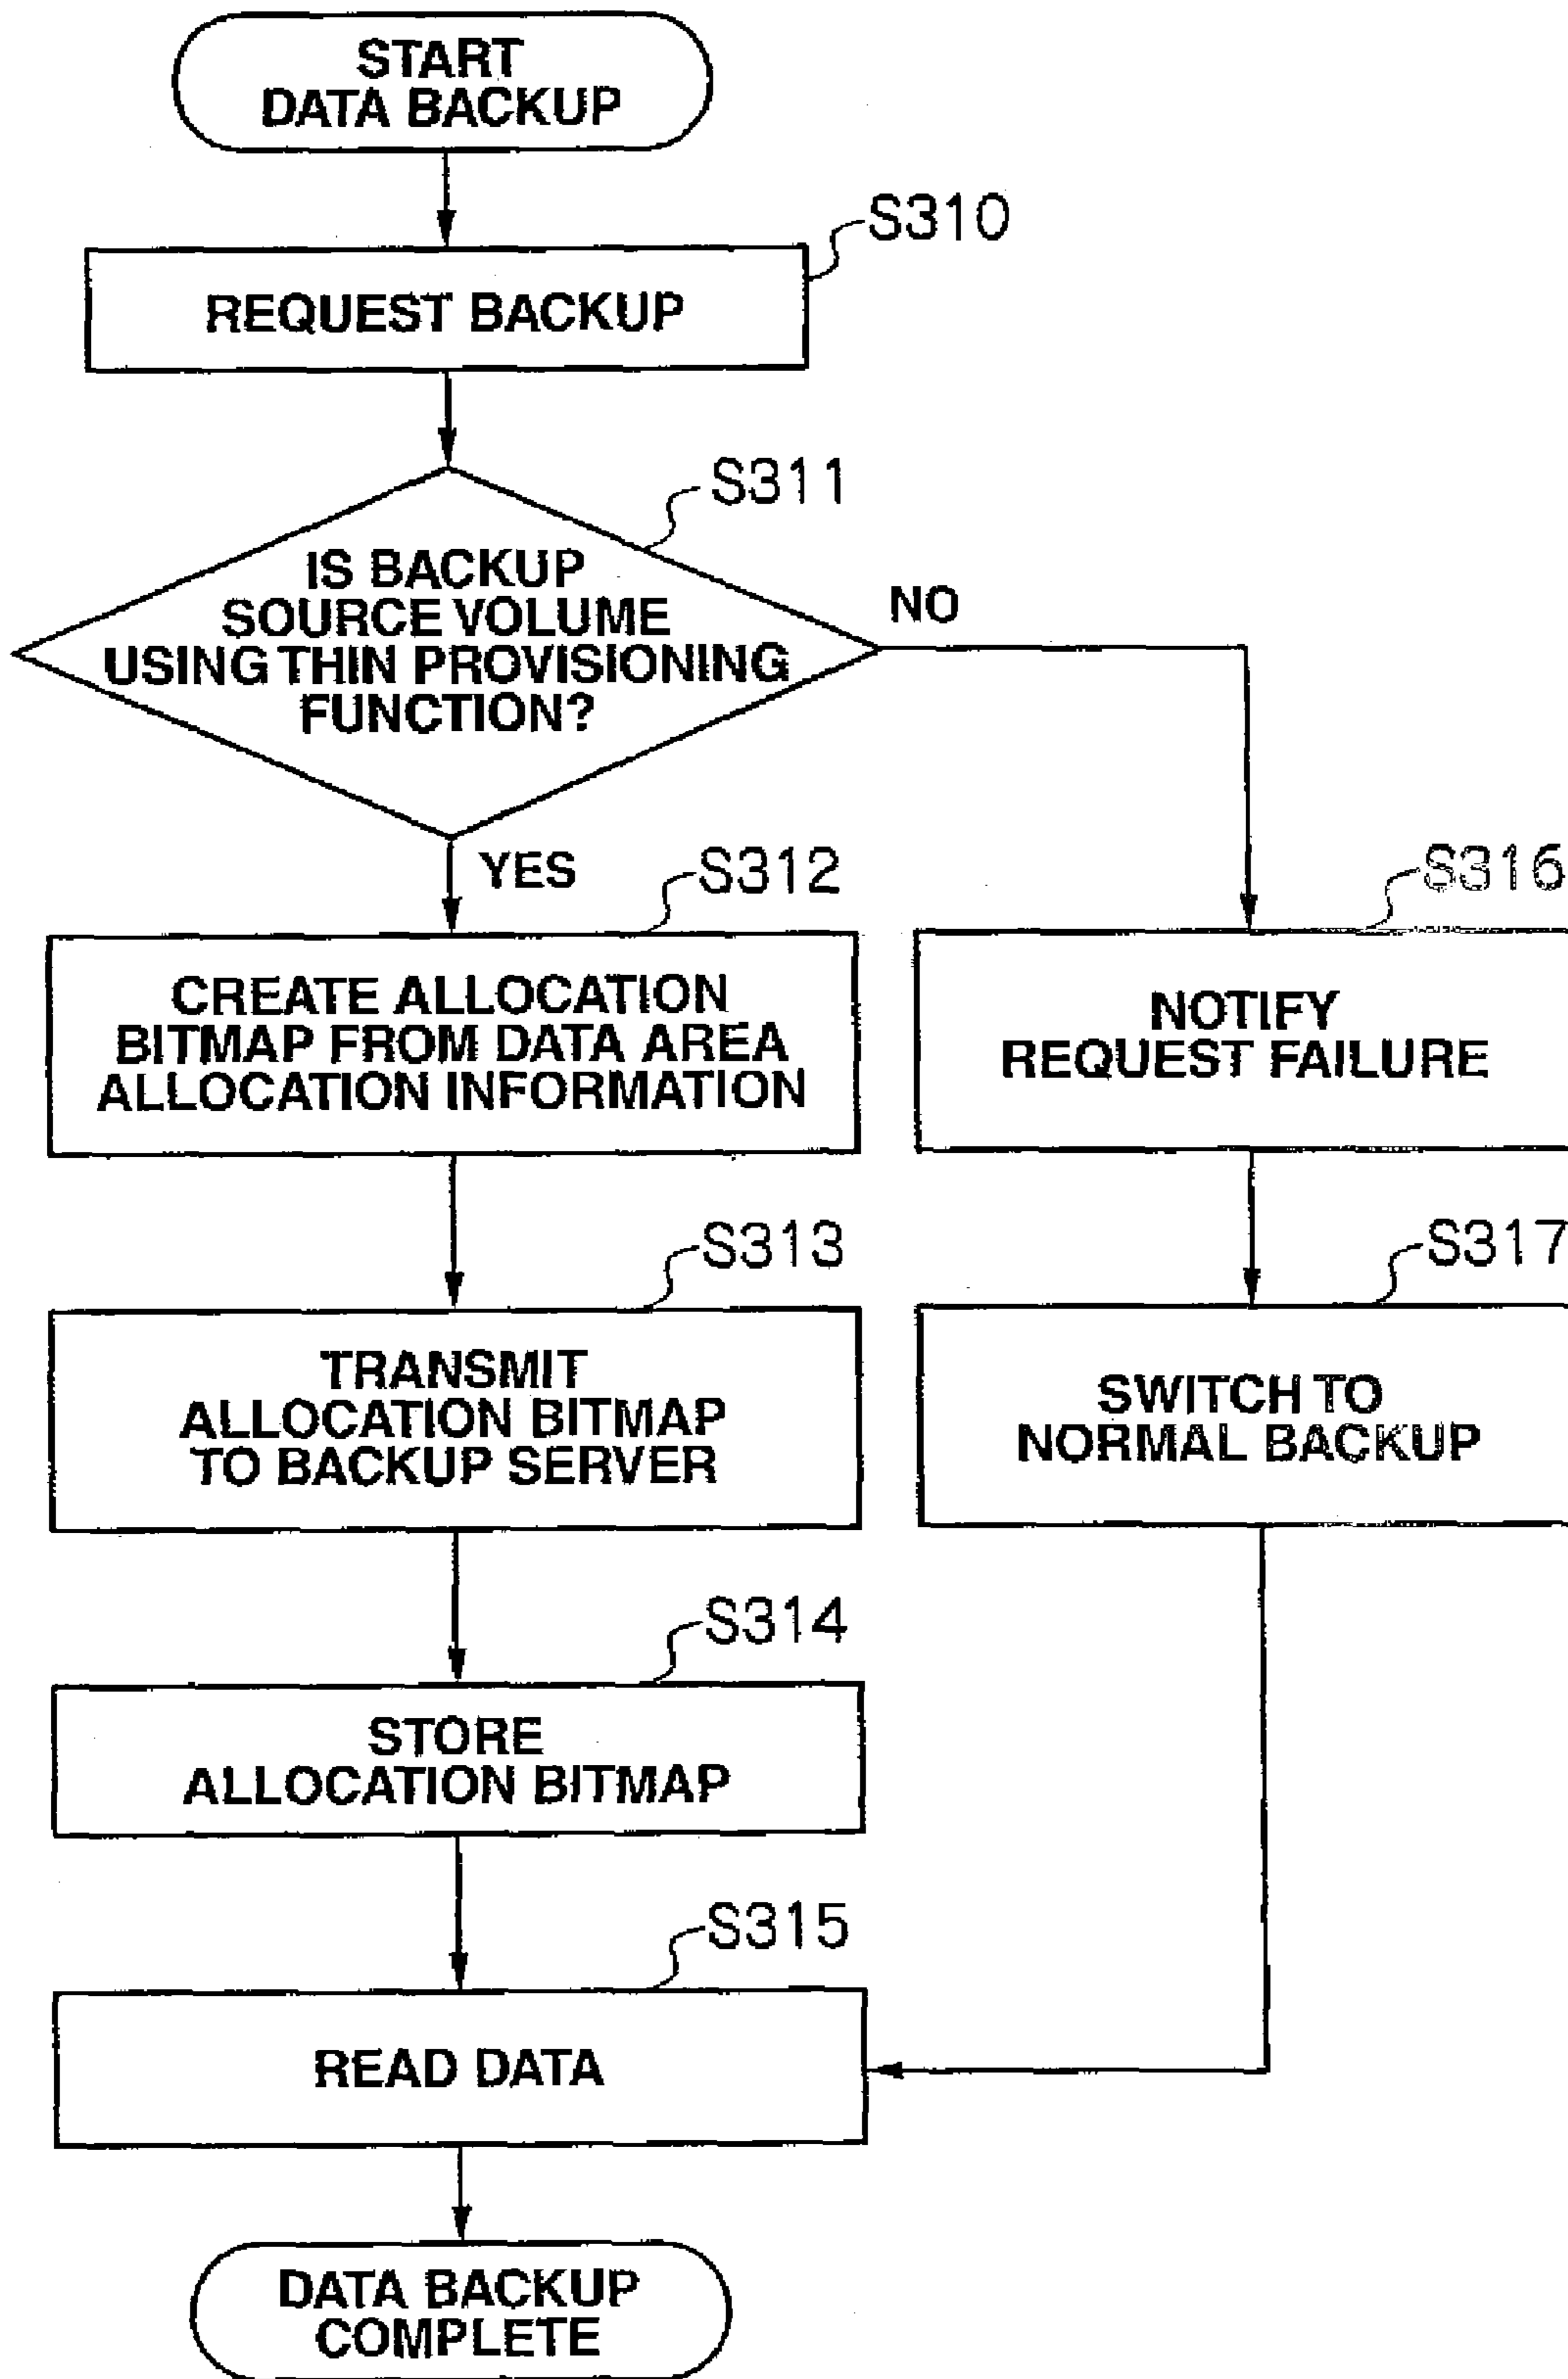 START
DATA BACKUP
S310
REQUEST BACKUP
S311
IS BACKUP
SOURCE VOLUME
USING THIN PROVISIONING
FUNCTION?
NO
YES
S312
CREATE ALLOCATION
BITMAP FROM DATA AREA
ALLOCATION INFORMATION
S316
NOTIFY
REQUEST FAILURE
S313
TRANSMIT
ALLOCATION BITMAP
TO BACKUP SERVER
S317
SWITCH TO
NORMAL BACKUP
S314
STORE
ALLOCATION BITMAP
S315
READ DATA
DATA BACKUP
COMPLETE